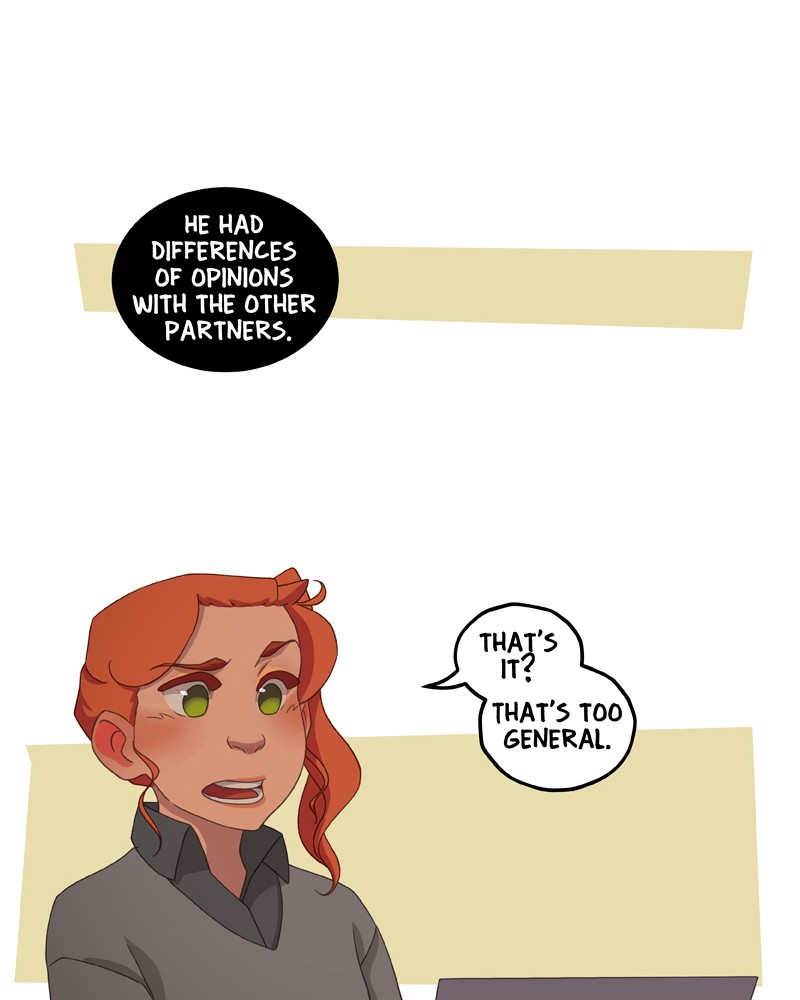 HE HAD
DIFFERENCES
OF OPINIONS
WITH THE OTHER
PARTNERS.
THAT'S
IT?
THAT'S TOO
GENERAL.